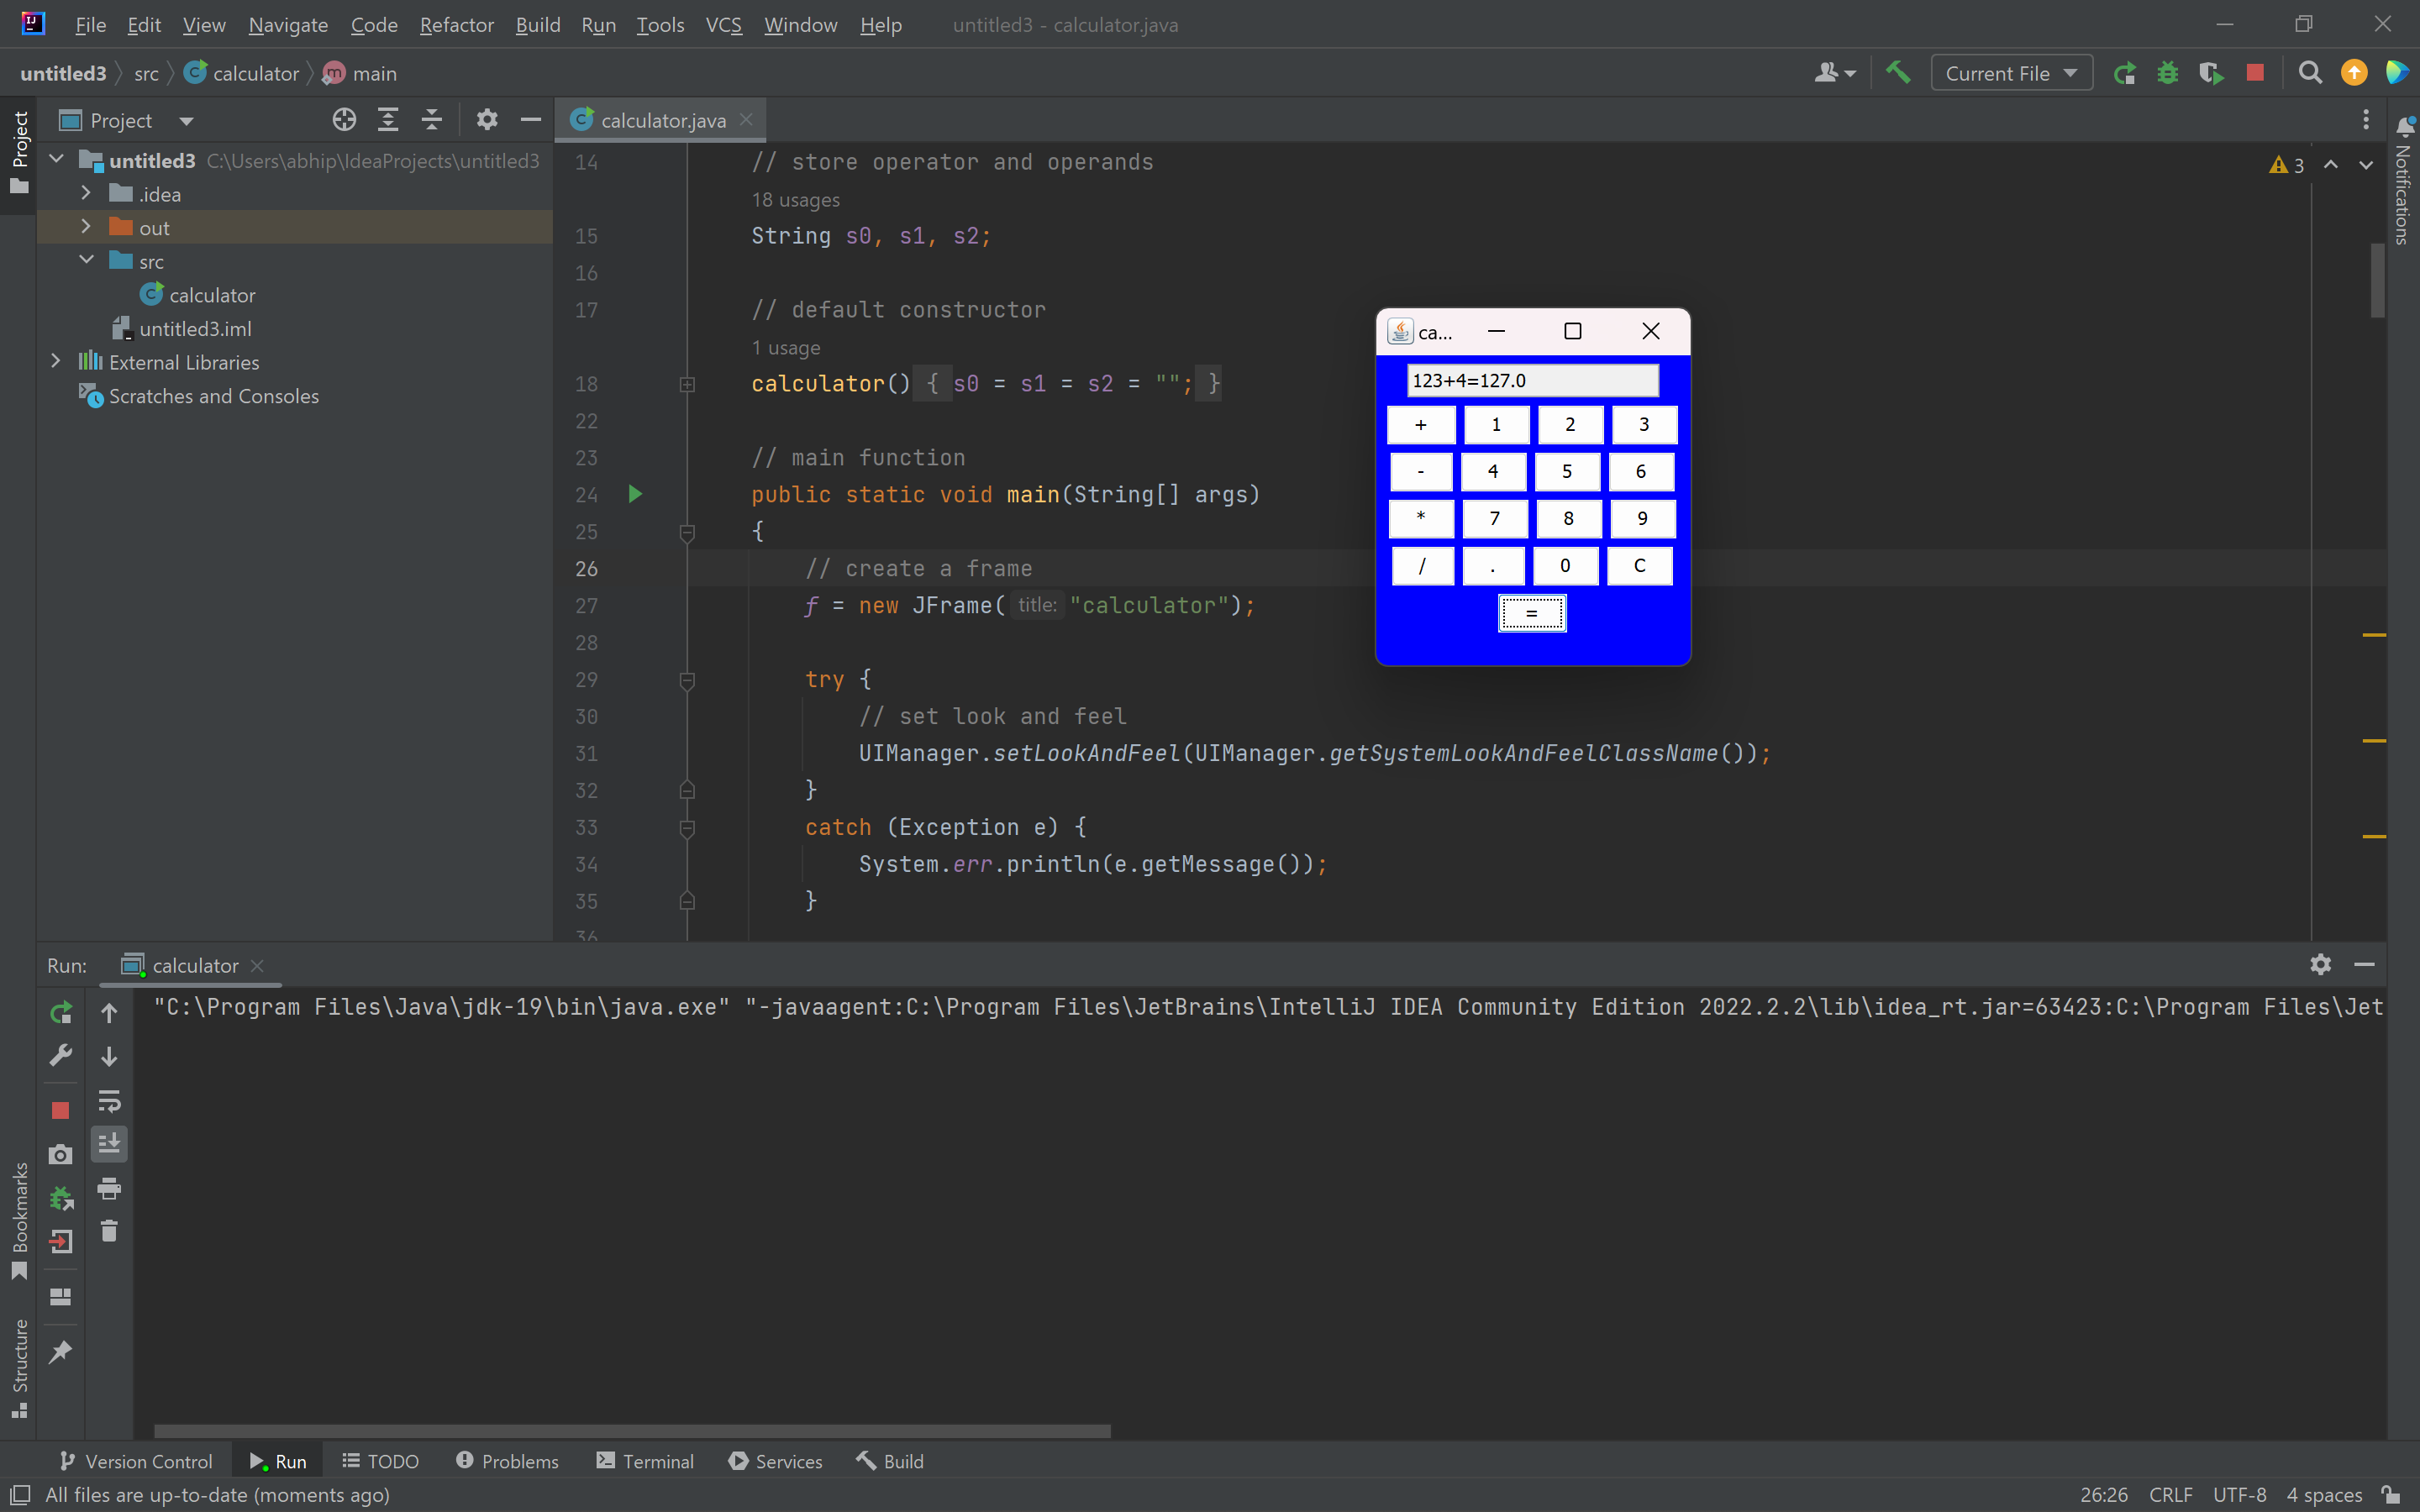 File Edit View Navigate Code Refactor Build Run Tools VCS Window Help untitled3 - calculator.java
untitled3 src calculator main Current File
Project
Project
untitled3 C:\Users\abhip\IdeaProjects\untitled3
.idea
out
src
calculator
untitled3.iml
External Libraries
Scratches and Consoles
calculator.java
3
Notifications
14 // store operator and operands
18 usages
15 String s0, s1, s2;
16
17 // default constructor
1 usage
18 calculator() { s0 = s1 = s2 = ""; }
22
23 // main function
24 public static void main(String[] args)
25 {
26 // create a frame
27 f = new JFrame( title: "calculator");
28
29 try {
30 // set look and feel
31 UIManager.setLookAndFeel(UIManager.getSystemLookAndFeelClassName());
32 }
33 catch (Exception e) {
34 System.err.println(e.getMessage());
35 }
36
ca...
123+4=127.0
+ 1 2 3
- 4 5 6
* 7 8 9
/ . 0 C
=
Run: calculator
"C:\Program Files\Java\jdk-19\bin\java.exe" "-javaagent:C:\Program Files\JetBrains\IntelliJ IDEA Community Edition 2022.2.2\lib\idea_rt.jar=63423:C:\Program Files\Jet
Bookmarks
Structure
Version Control Run TODO Problems Terminal Services Build
All files are up-to-date (moments ago) 26:26 CRLF UTF-8 4 spaces